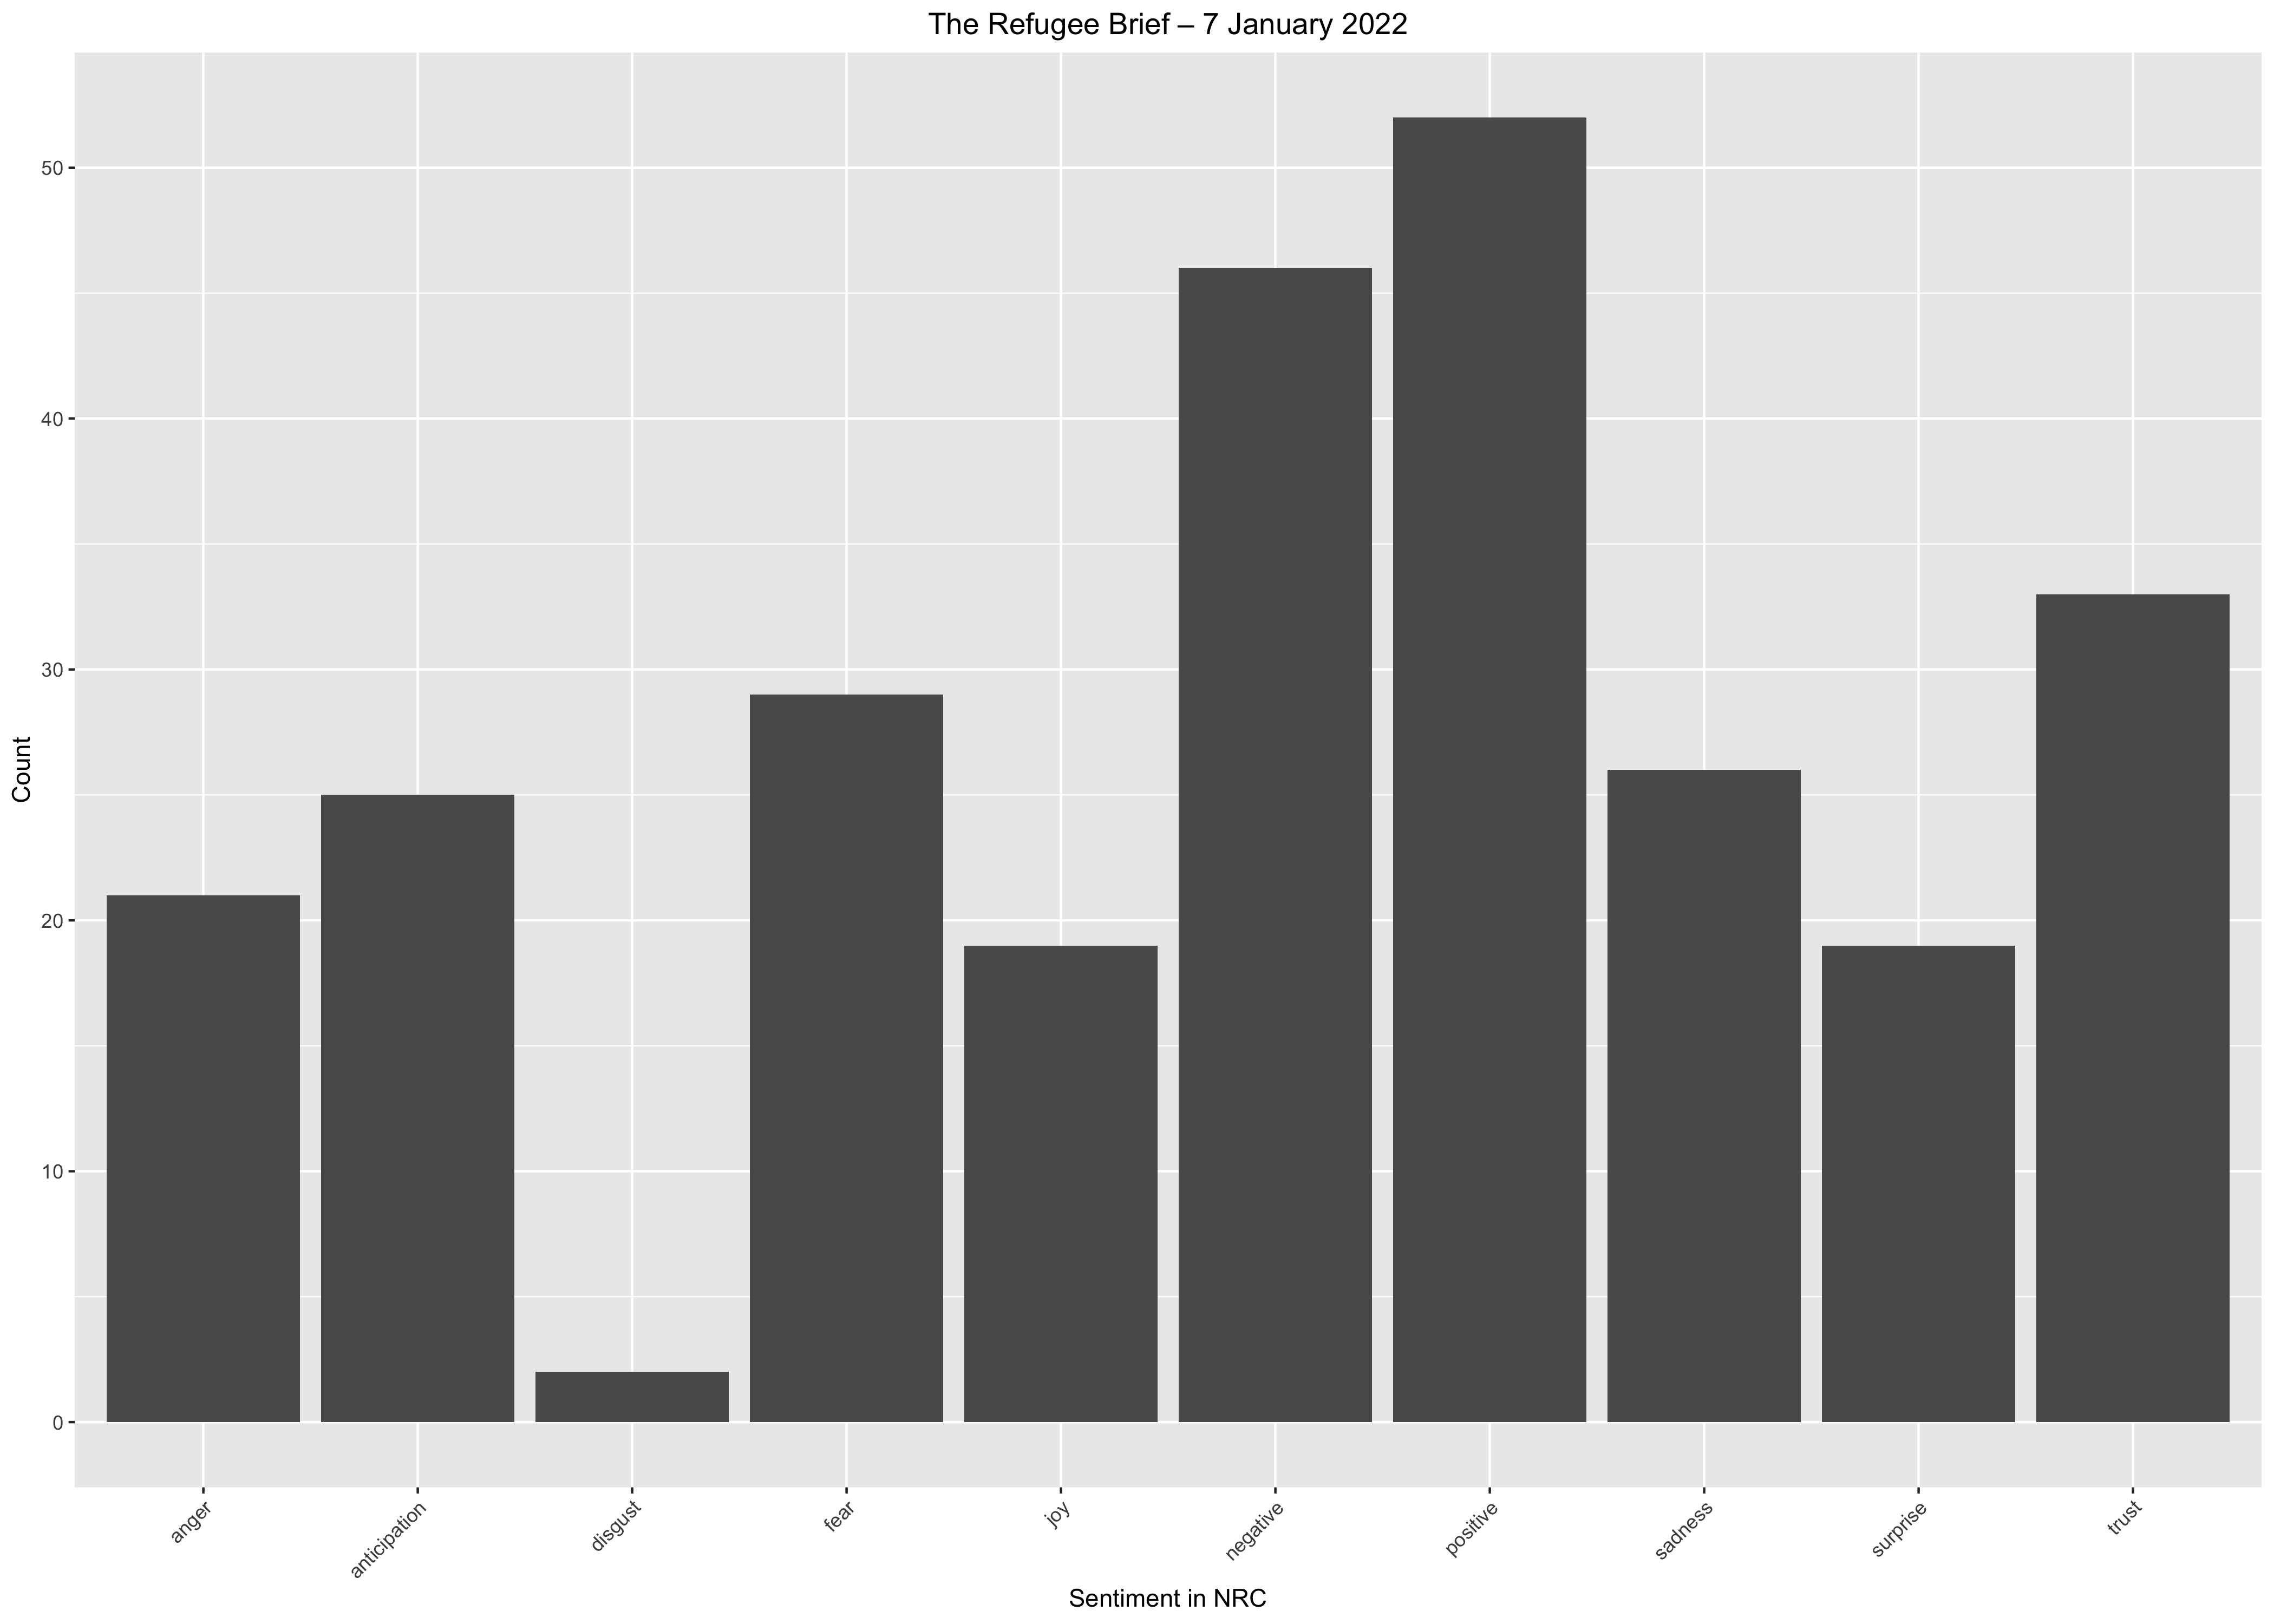 The Refugee Brief – 7 January 2022
Count
50
40
30
20
10
0
anger
anticipation
disgust
fear
joy
negative
positive
sadness
surprise
trust
Sentiment in NRC